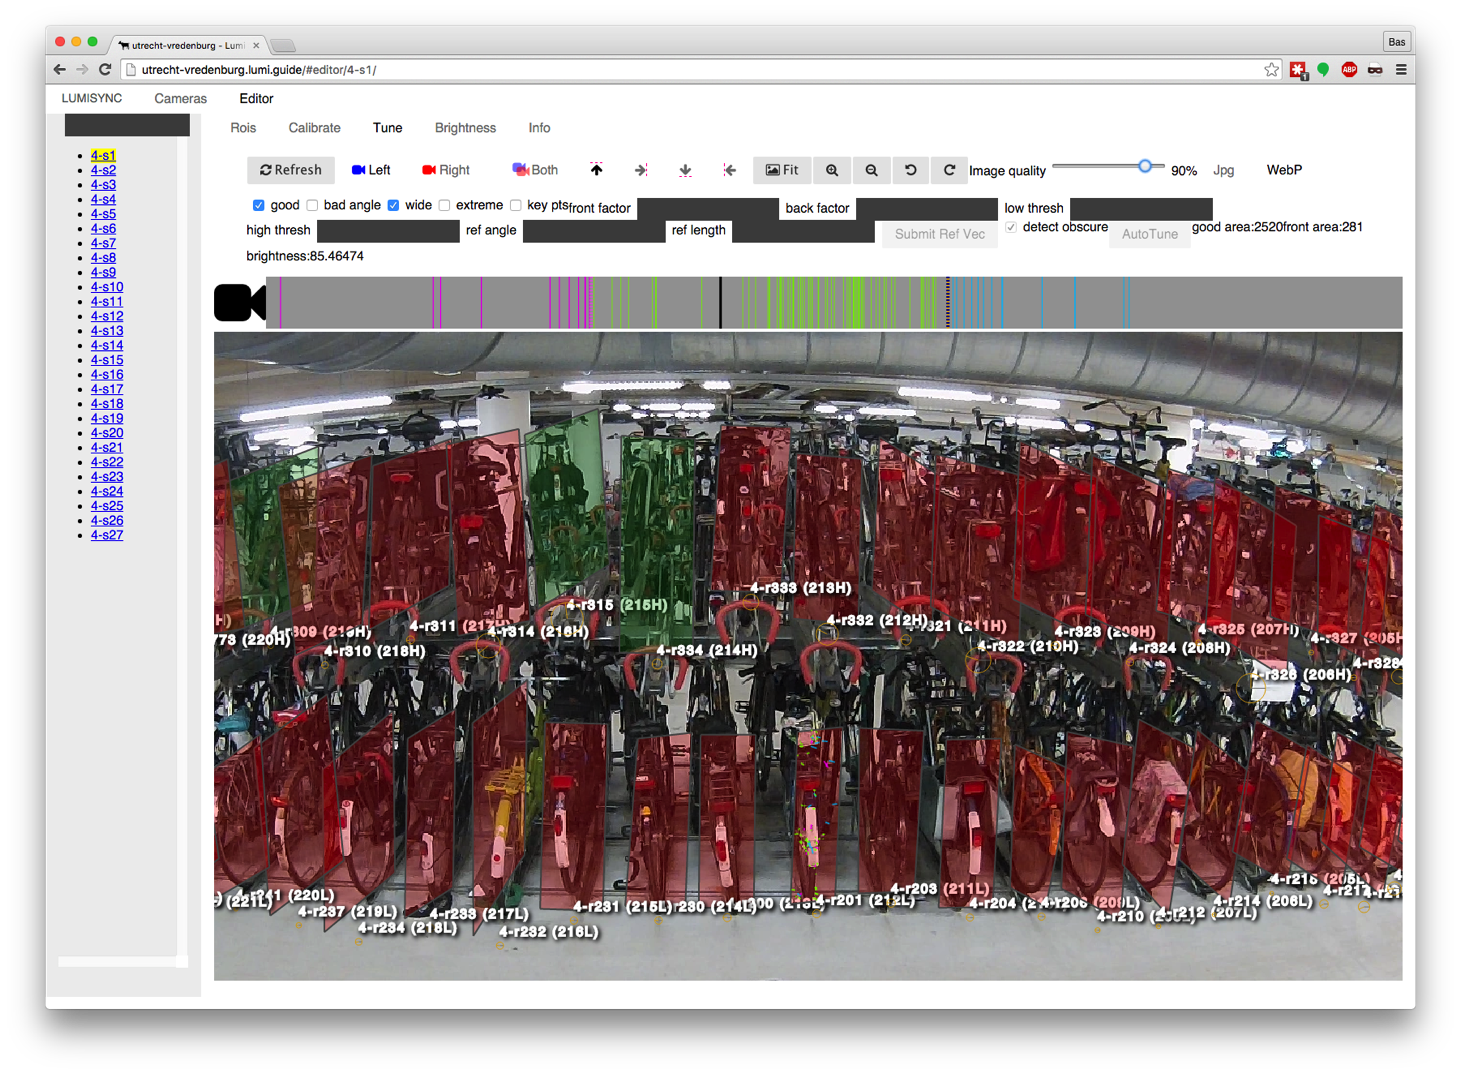 utrecht-vredenburg - Lumi
Bas
utrecht-vredenburg.lumi.guide/#editor/4-s1/
ABP
1
LUMISYNC Cameras Editor
Rois Calibrate Tune Brightness Info
Refresh Left Right Both Fit Image quality 90% Jpg WebP
good bad angle wide extreme key pts front factor back factor low thresh
high thresh ref angle ref length Submit Ref Vec detect obscure AutoTune good area:2520front area:281
brightness:85.46474
4-s1
4-s2
4-s3
4-s4
4-s5
4-s6
4-s7
4-s8
4-s9
4-s10
4-s11
4-s12
4-s13
4-s14
4-s15
4-s16
4-s17
4-s18
4-s19
4-s20
4-s21
4-s22
4-s23
4-s24
4-s25
4-s26
4-s27
4-r333 (213H)
4-r315 (215H)
4-r332 (212H)
4-r311 (217H)
4-r314 (216H)
4-r323 (209H)
4-r325 (207H)
4-r310 (218H)
4-r334 (214H)
4-r322 (210H)
4-r324 (208H)
4-r326 (206H)
4-r203 (211L)
4-r241 (220L)
4-r237 (219L)
4-r233 (217L)
4-r231 (215L)
4-r201 (212L)
4-r214 (206L)
4-r234 (218L)
4-r232 (216L)